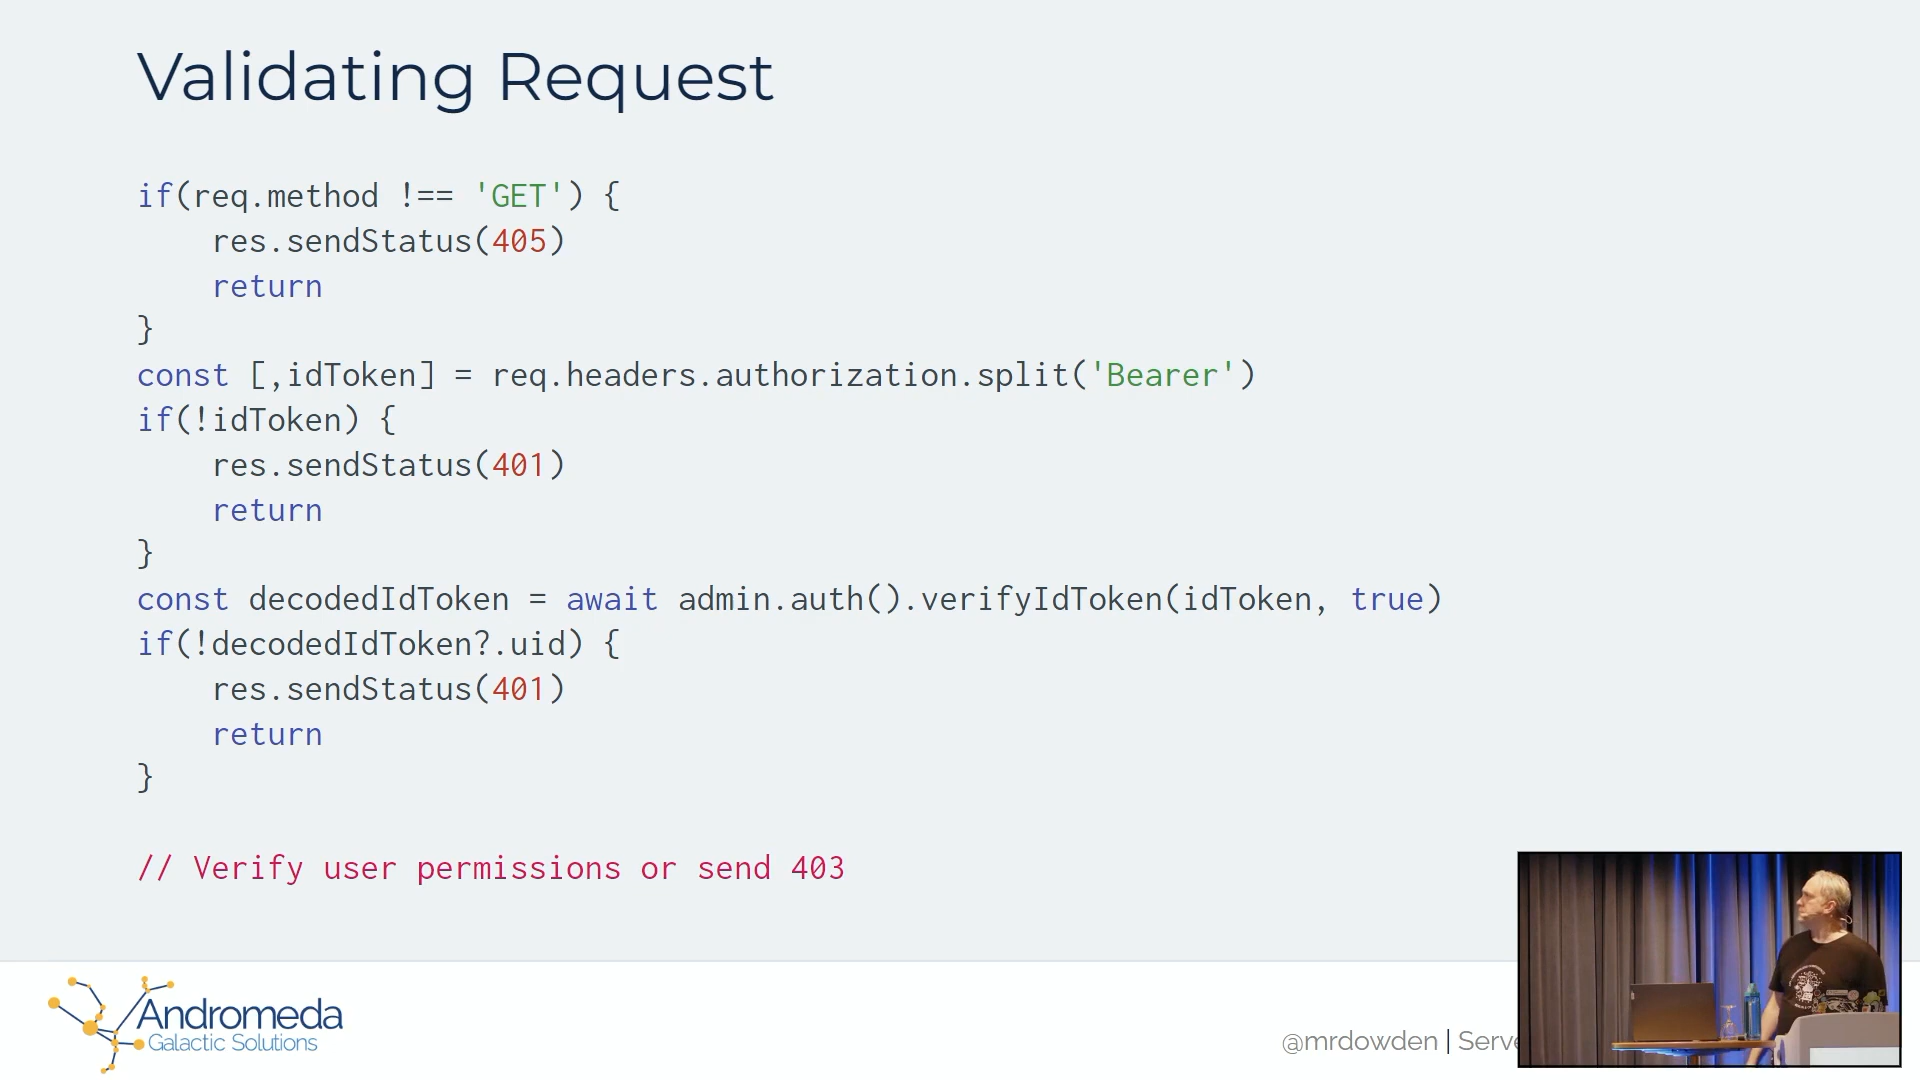 Validating Request
if(req.method !== 'GET') {
res.sendStatus(405)
return
}
const [,idToken] = req.headers.authorization.split('Bearer')
if(!idToken) {
res.sendStatus(401)
return
}
const decodedIdToken = await admin.auth().verifyIdToken(idToken, true)
if(!decodedIdToken?.uid) {
res.sendStatus(401)
return
}
// Verify user permissions or send 403
Andromeda
Galactic Solutions
@mrdowden |